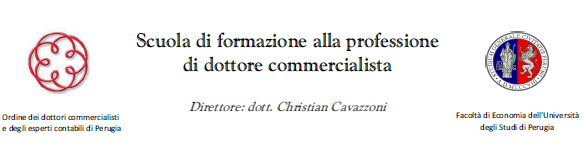 Scuola di formazione alla professione
di dottore commercialista
Direttore: dott. Christian Cavazzoni
Ordine dei dottori commercialisti
e degli esperti contabili di Perugia
Facoltà di Economia dell'Università
degli Studi di Perugia